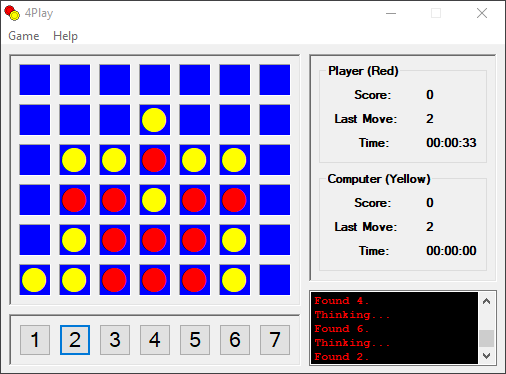 4Play
Game Help
Player (Red)
Score: 0
Last Move: 2
Time: 00:00:33
Computer (Yellow)
Score: 0
Last Move: 2
Time: 00:00:00
1 2 3 4 5 6 7
Found 4.
Thinking...
Found 6.
Thinking...
Found 2.